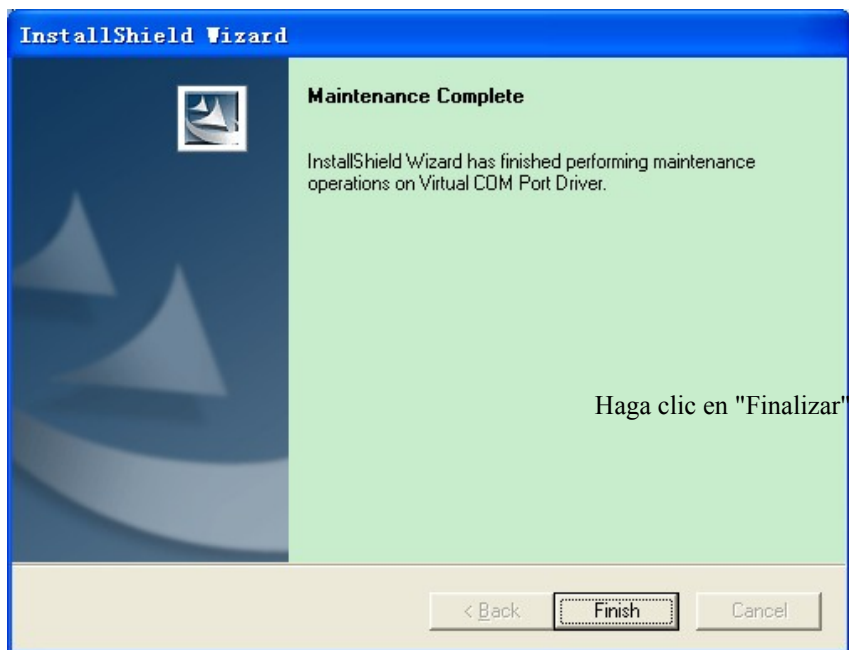 InstallShield Wizard
Maintenance Complete
InstallShield Wizard has finished performing maintenance
operations on Virtual COM Port Driver.
Haga clic en "Finalizar"
< Back Finish Cancel